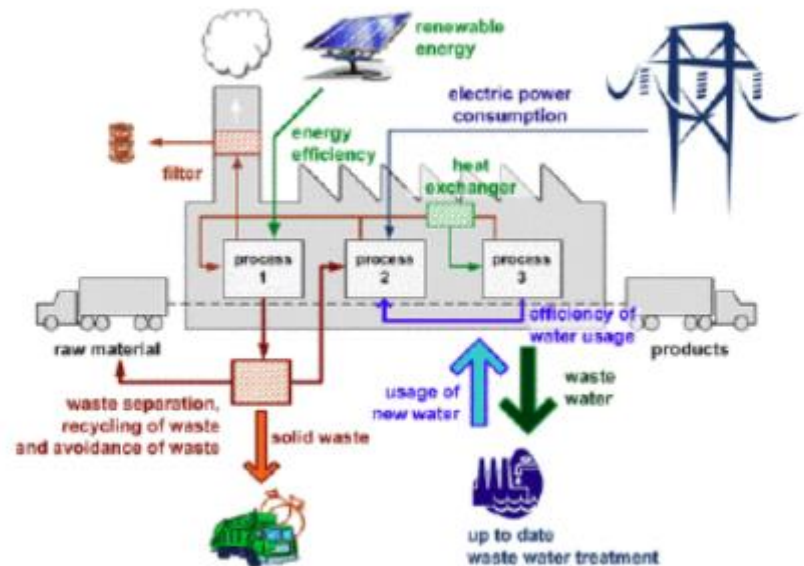 renewable
energy
electric power
consumption
energy
efficiency
filter
heat
exchanger
process
1
process
2
process
3
raw material
efficiency of
water usage
products
waste separation,
recycling of waste
and avoidance of waste
solid waste
usage of
new water
waste
water
up to date
waste water treatment